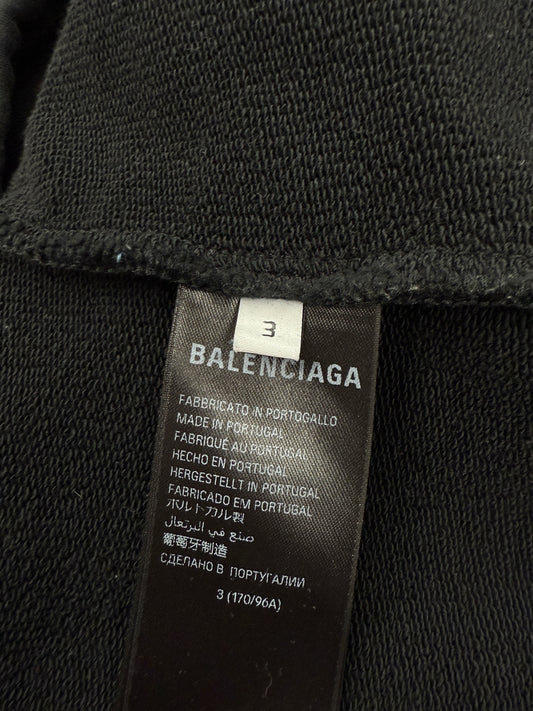 3
BALENCIAGA
FABBRICATO IN PORTOGALLO
MADE IN PORTUGAL
FABRIQUÉ AU PORTUGAL
HECHO EN PORTUGAL
HERGESTELLT IN PORTUGAL
FABRICADO EM PORTUGAL
ポルトガル製
صنع في البرتغال
葡萄牙制造
СДЕЛАНО В ПОРТУГАЛИИ
3 (170/96A)